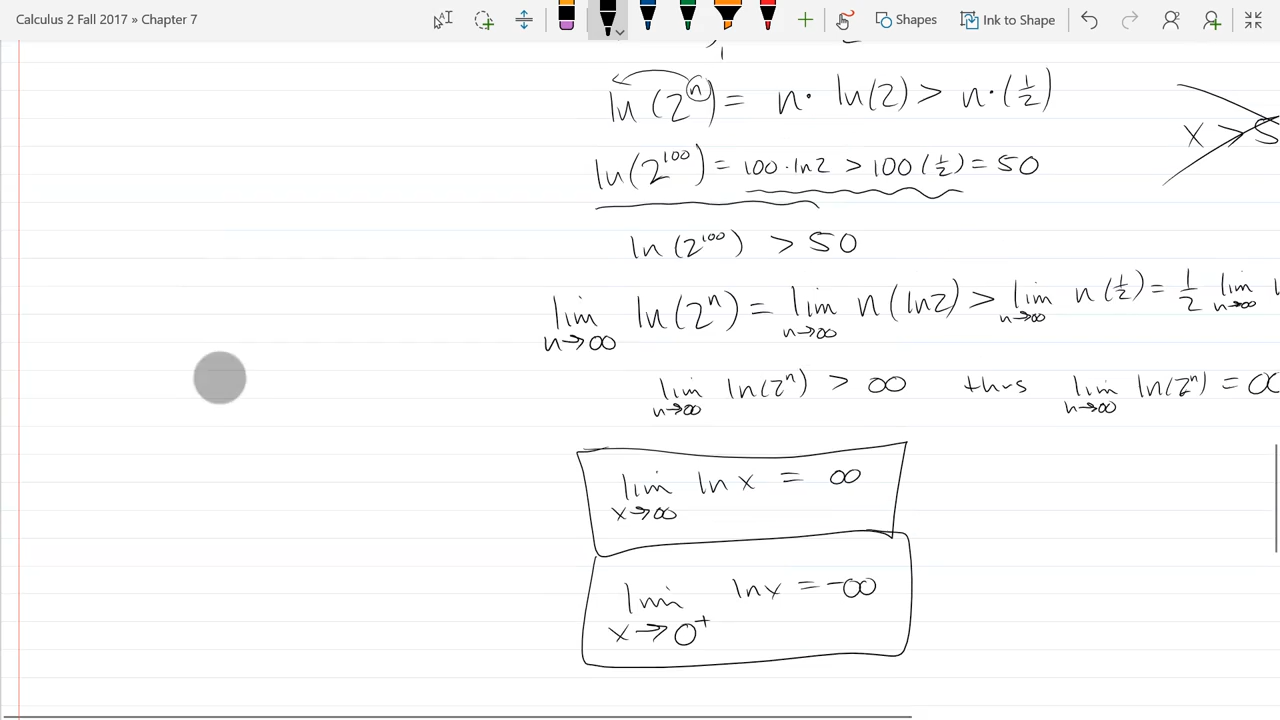 Calculus 2 Fall 2017 » Chapter 7
Shapes
Ink to Shape
ln(2^n) = n· ln(2) > n·(1/2)
x > 5
ln(2^100) = 100·ln2 > 100(1/2) = 50
ln(2^100) > 50
lim n→∞ ln(2^n) = lim n→∞ n(ln2) > lim n→∞ n(1/2) = 1/2 lim n→∞
lim n→∞ ln(2^n) > ∞ thus lim n→∞ ln(2^n) = ∞
lim x→∞ ln x = ∞
lim x→0⁺ ln x = -∞